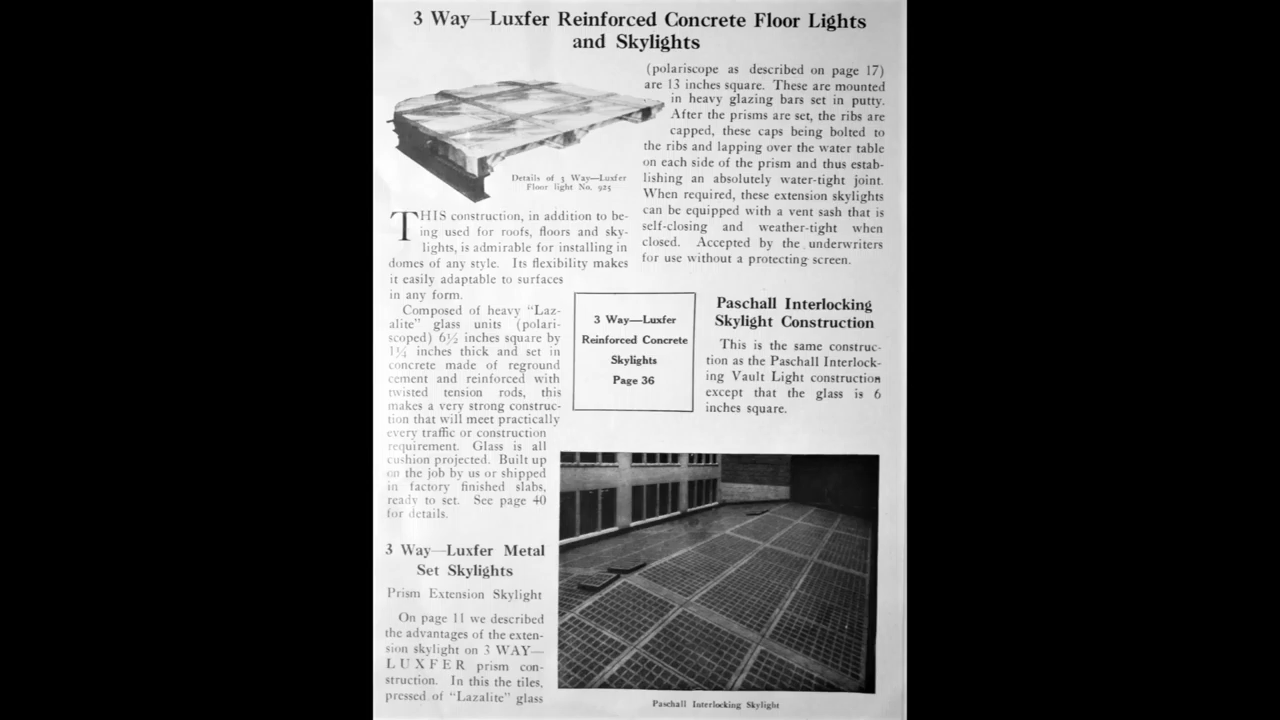 3 Way—Luxfer Reinforced Concrete Floor Lights
and Skylights
Details of 3 Way—Luxfer
Floor light No. 925
THIS construction, in addition to be-
ing used for roofs, floors and sky-
lights, is admirable for installing in
domes of any style. Its flexibility makes
it easily adaptable to surfaces
in any form.
Composed of heavy “Laz-
alite” glass units (polari-
scoped) 6½ inches square by
1¼ inches thick and set in
concrete made of reground
cement and reinforced with
twisted tension rods, this
makes a very strong construc-
tion that will meet practically
every traffic or construction
requirement. Glass is all
cushion projected. Built up
on the job by us or shipped
in factory finished slabs,
ready to set. See page 40
for details.
3 Way—Luxfer Metal
Set Skylights
Prism Extension Skylight
On page 11 we described
the advantages of the exten-
sion skylight on 3 WAY—
LUXFER prism con-
struction. In this the tiles,
pressed of “Lazalite” glass
(polariscope as described on page 17)
are 13 inches square. These are mounted
in heavy glazing bars set in putty.
After the prisms are set, the ribs are
capped, these caps being bolted to
the ribs and lapping over the water table
on each side of the prism and thus estab-
lishing an absolutely water-tight joint.
When required, these extension skylights
can be equipped with a vent sash that is
self-closing and weather-tight when
closed. Accepted by the underwriters
for use without a protecting screen.
3 Way—Luxfer
Reinforced Concrete
Skylights
Page 36
Paschall Interlocking
Skylight Construction
This is the same construc-
tion as the Paschall Interlock-
ing Vault Light construction
except that the glass is 6
inches square.
Paschall Interlocking Skylight